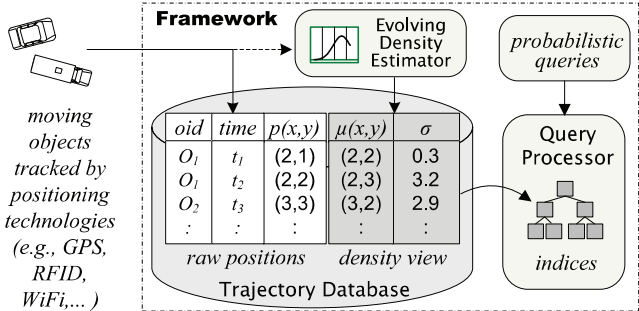 Framework
Evolving
Density
Estimator
probabilistic
queries
moving
objects
tracked by
positioning
technologies
(e.g., GPS,
RFID,
WiFi,... )
oid time p(x,y) μ(x,y) σ
O₁ t₁ (2,1) (2,2) 0.3
O₁ t₂ (2,2) (2,3) 3.2
O₂ t₃ (3,3) (3,2) 2.9
: : : : :
raw positions density view
Trajectory Database
Query
Processor
indices